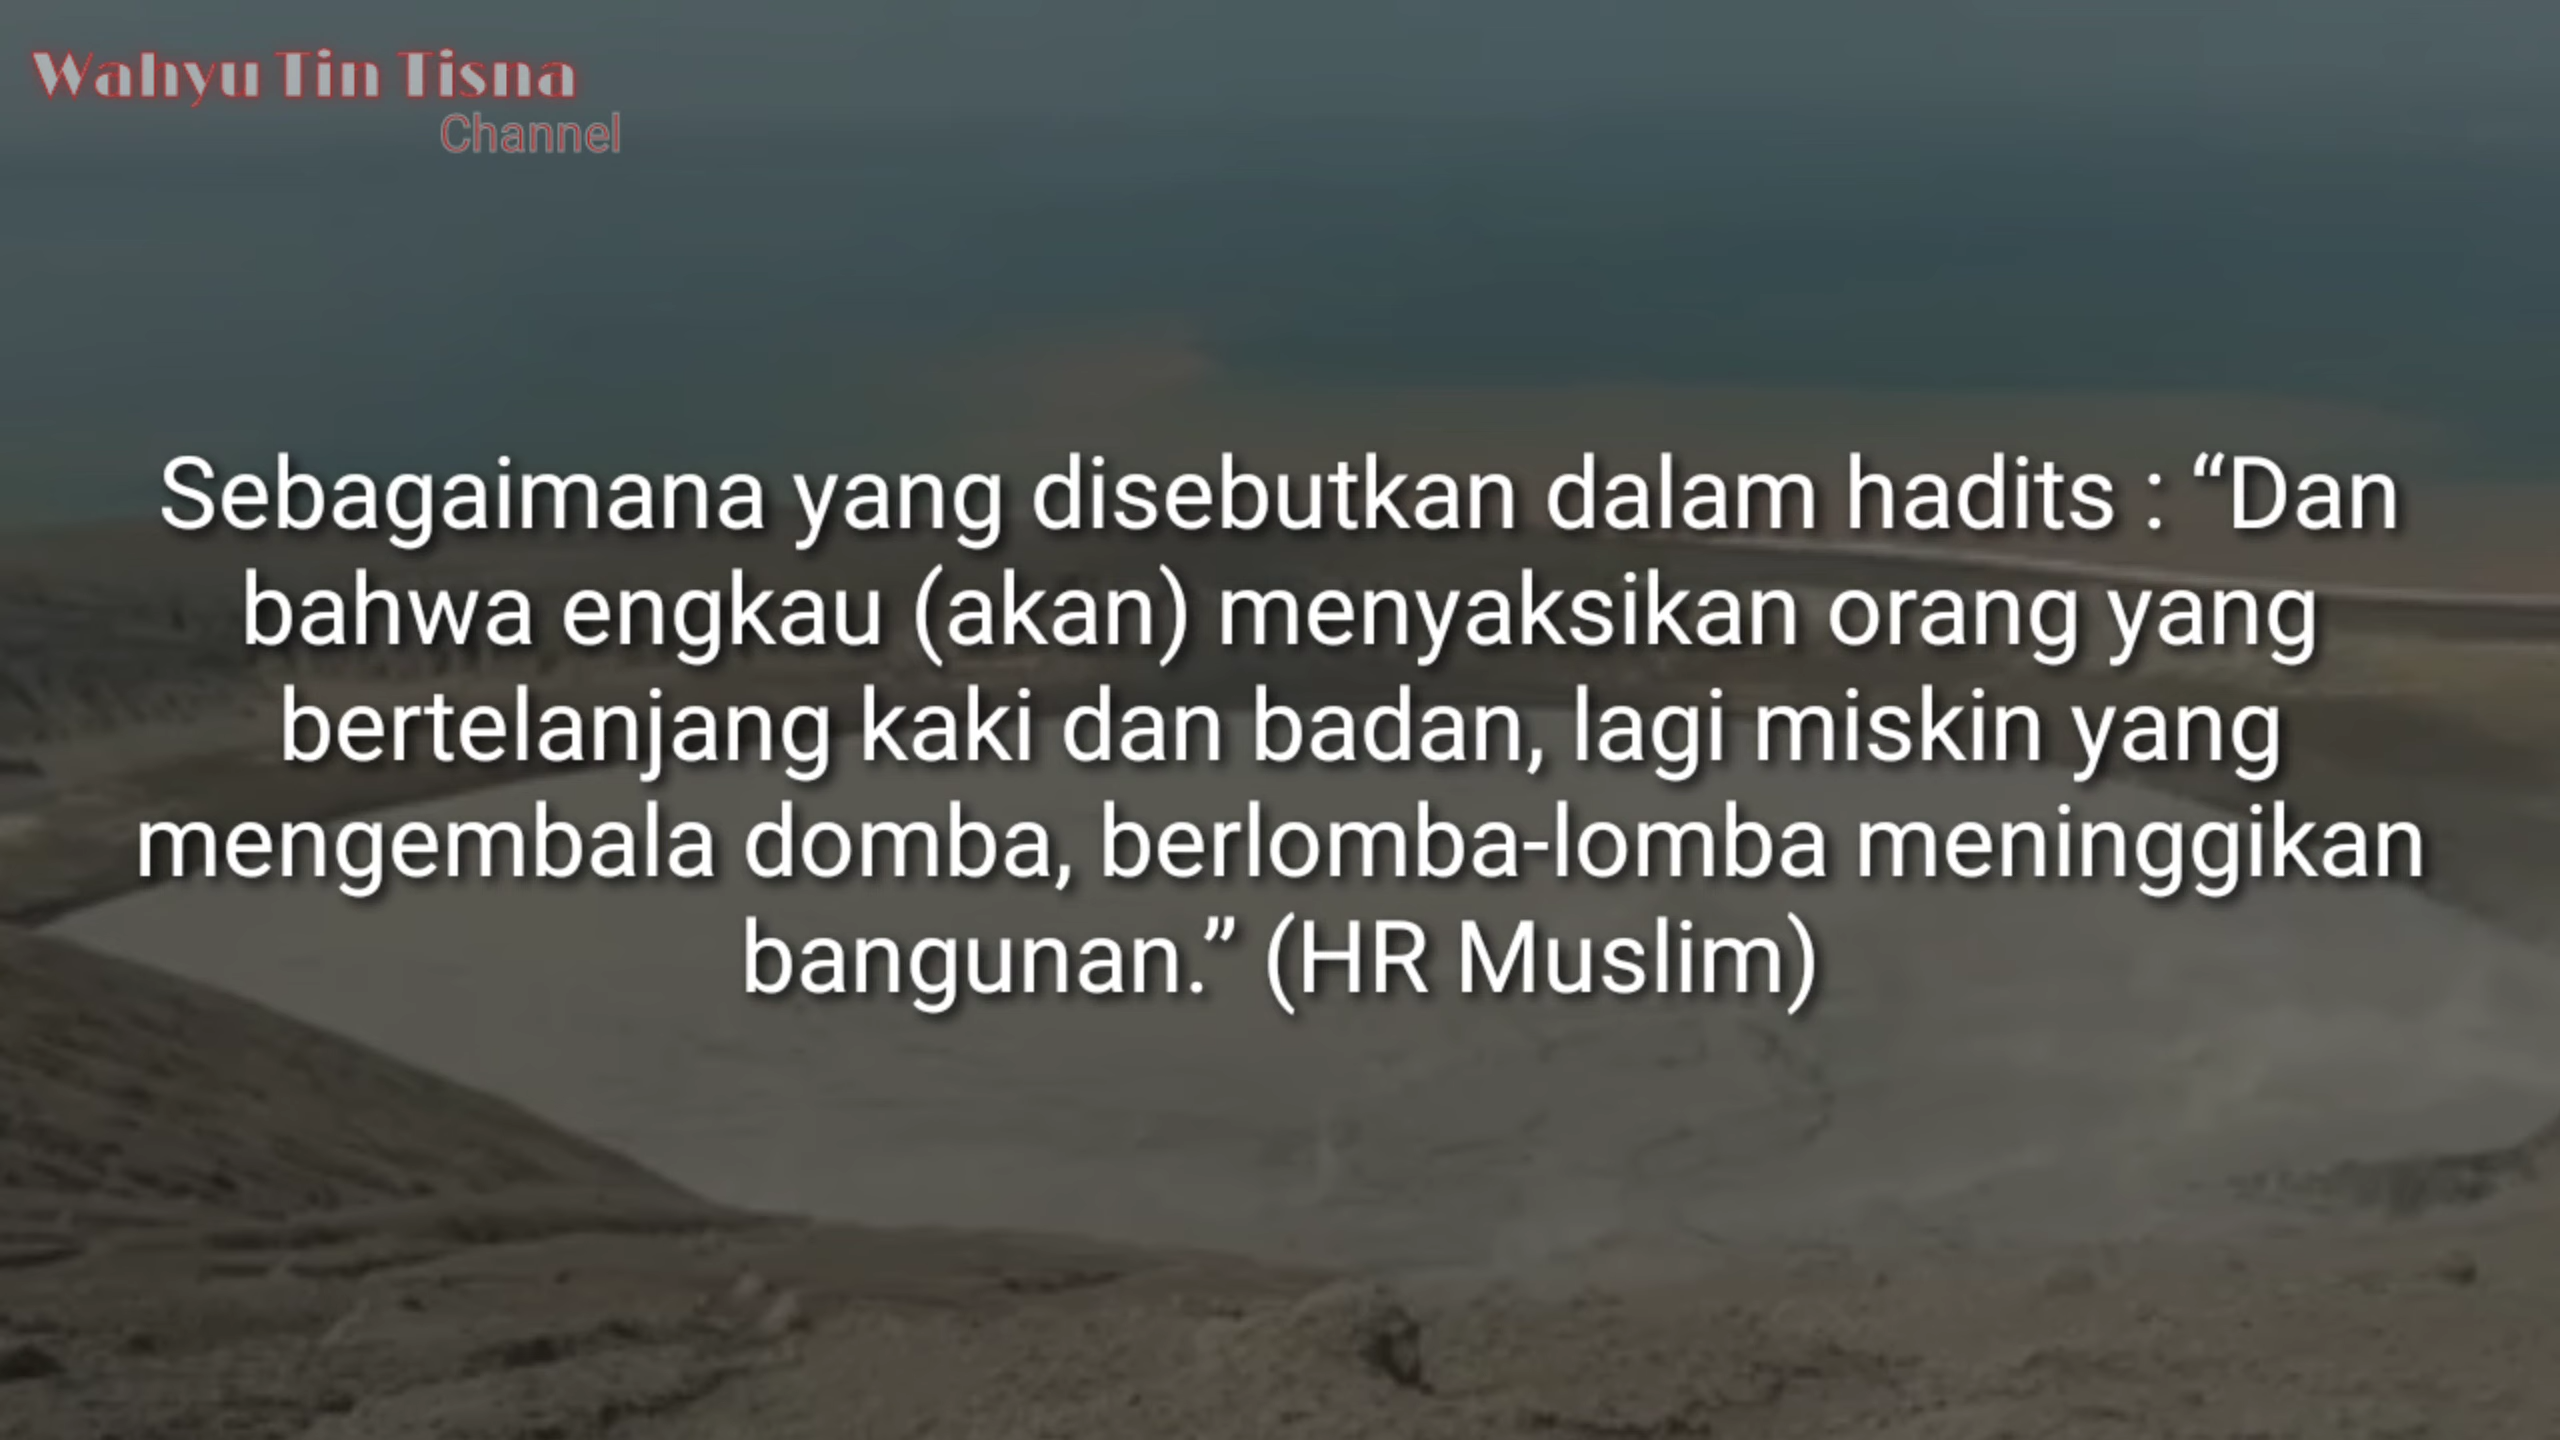 Wahyu Tin Tisna
Channel
Sebagaimana yang disebutkan dalam hadits : “Dan
bahwa engkau (akan) menyaksikan orang yang
bertelanjang kaki dan badan, lagi miskin yang
mengembala domba, berlomba-lomba meninggikan
bangunan.” (HR Muslim)